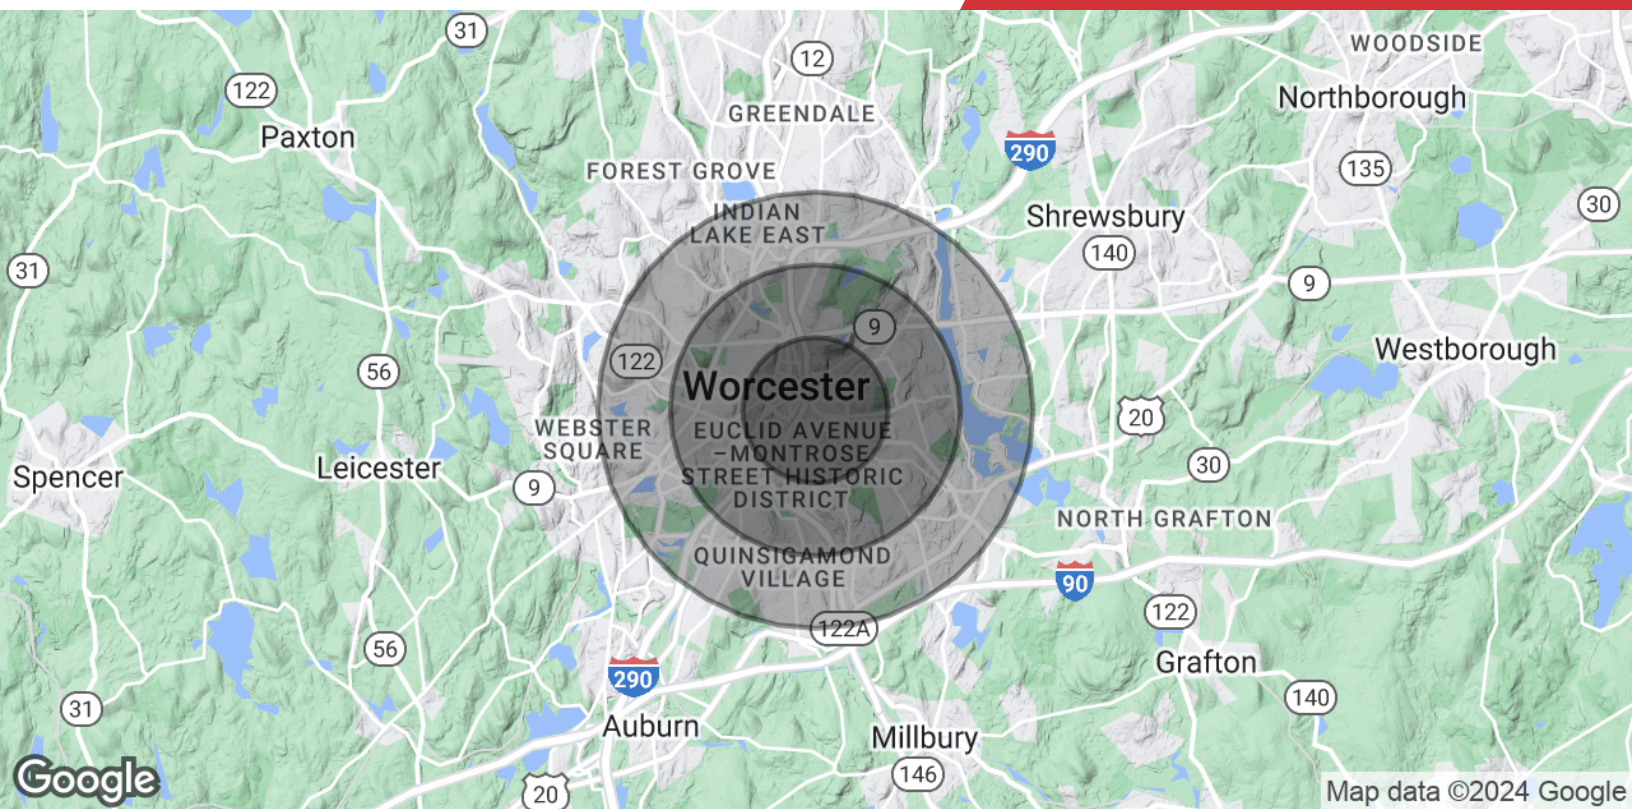 31
12
WOODSIDE
122
Northborough
GREENDALE
Paxton
290
FOREST GROVE
135
30
INDIAN
LAKE EAST
Shrewsbury
140
31
9
9
122
56
Westborough
Worcester
20
WEBSTER
SQUARE
EUCLID AVENUE
–MONTROSE
STREET HISTORIC
DISTRICT
30
Spencer
Leicester
9
NORTH GRAFTON
QUINSIGAMOND
VILLAGE
90
122
122A
56
Grafton
290
140
31
Auburn
Millbury
146
20
Google
Map data ©2024 Google